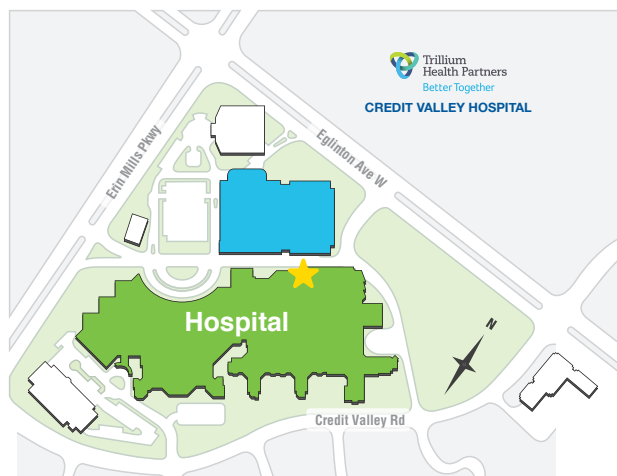 Trillium
Health Partners
Better Together
CREDIT VALLEY HOSPITAL
Erin Mills Pkwy
Eglinton Ave W
Hospital
N
Credit Valley Rd